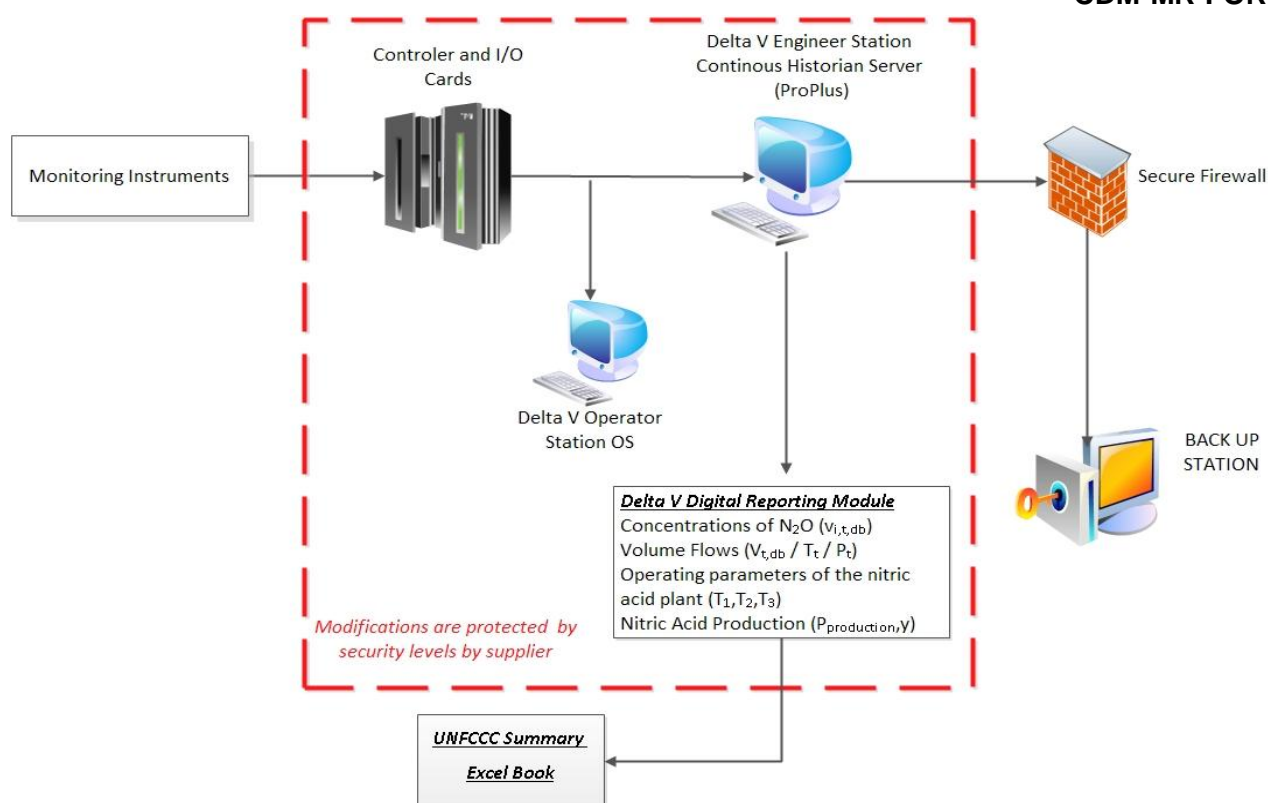 Controler and I/O
Cards
Delta V Engineer Station
Continous Historian Server
(ProPlus)
Monitoring Instruments
Secure Firewall
Delta V Operator
Station OS
BACK UP
STATION
Delta V Digital Reporting Module
Concentrations of N₂O (vᵢ,ₜ,db)
Volume Flows (Vₜ,db / Tₜ / Pₜ)
Operating parameters of the nitric
acid plant (T₁,T₂,T₃)
Nitric Acid Production (Pproduction,y)
Modifications are protected by
security levels by supplier
UNFCCC Summary
Excel Book